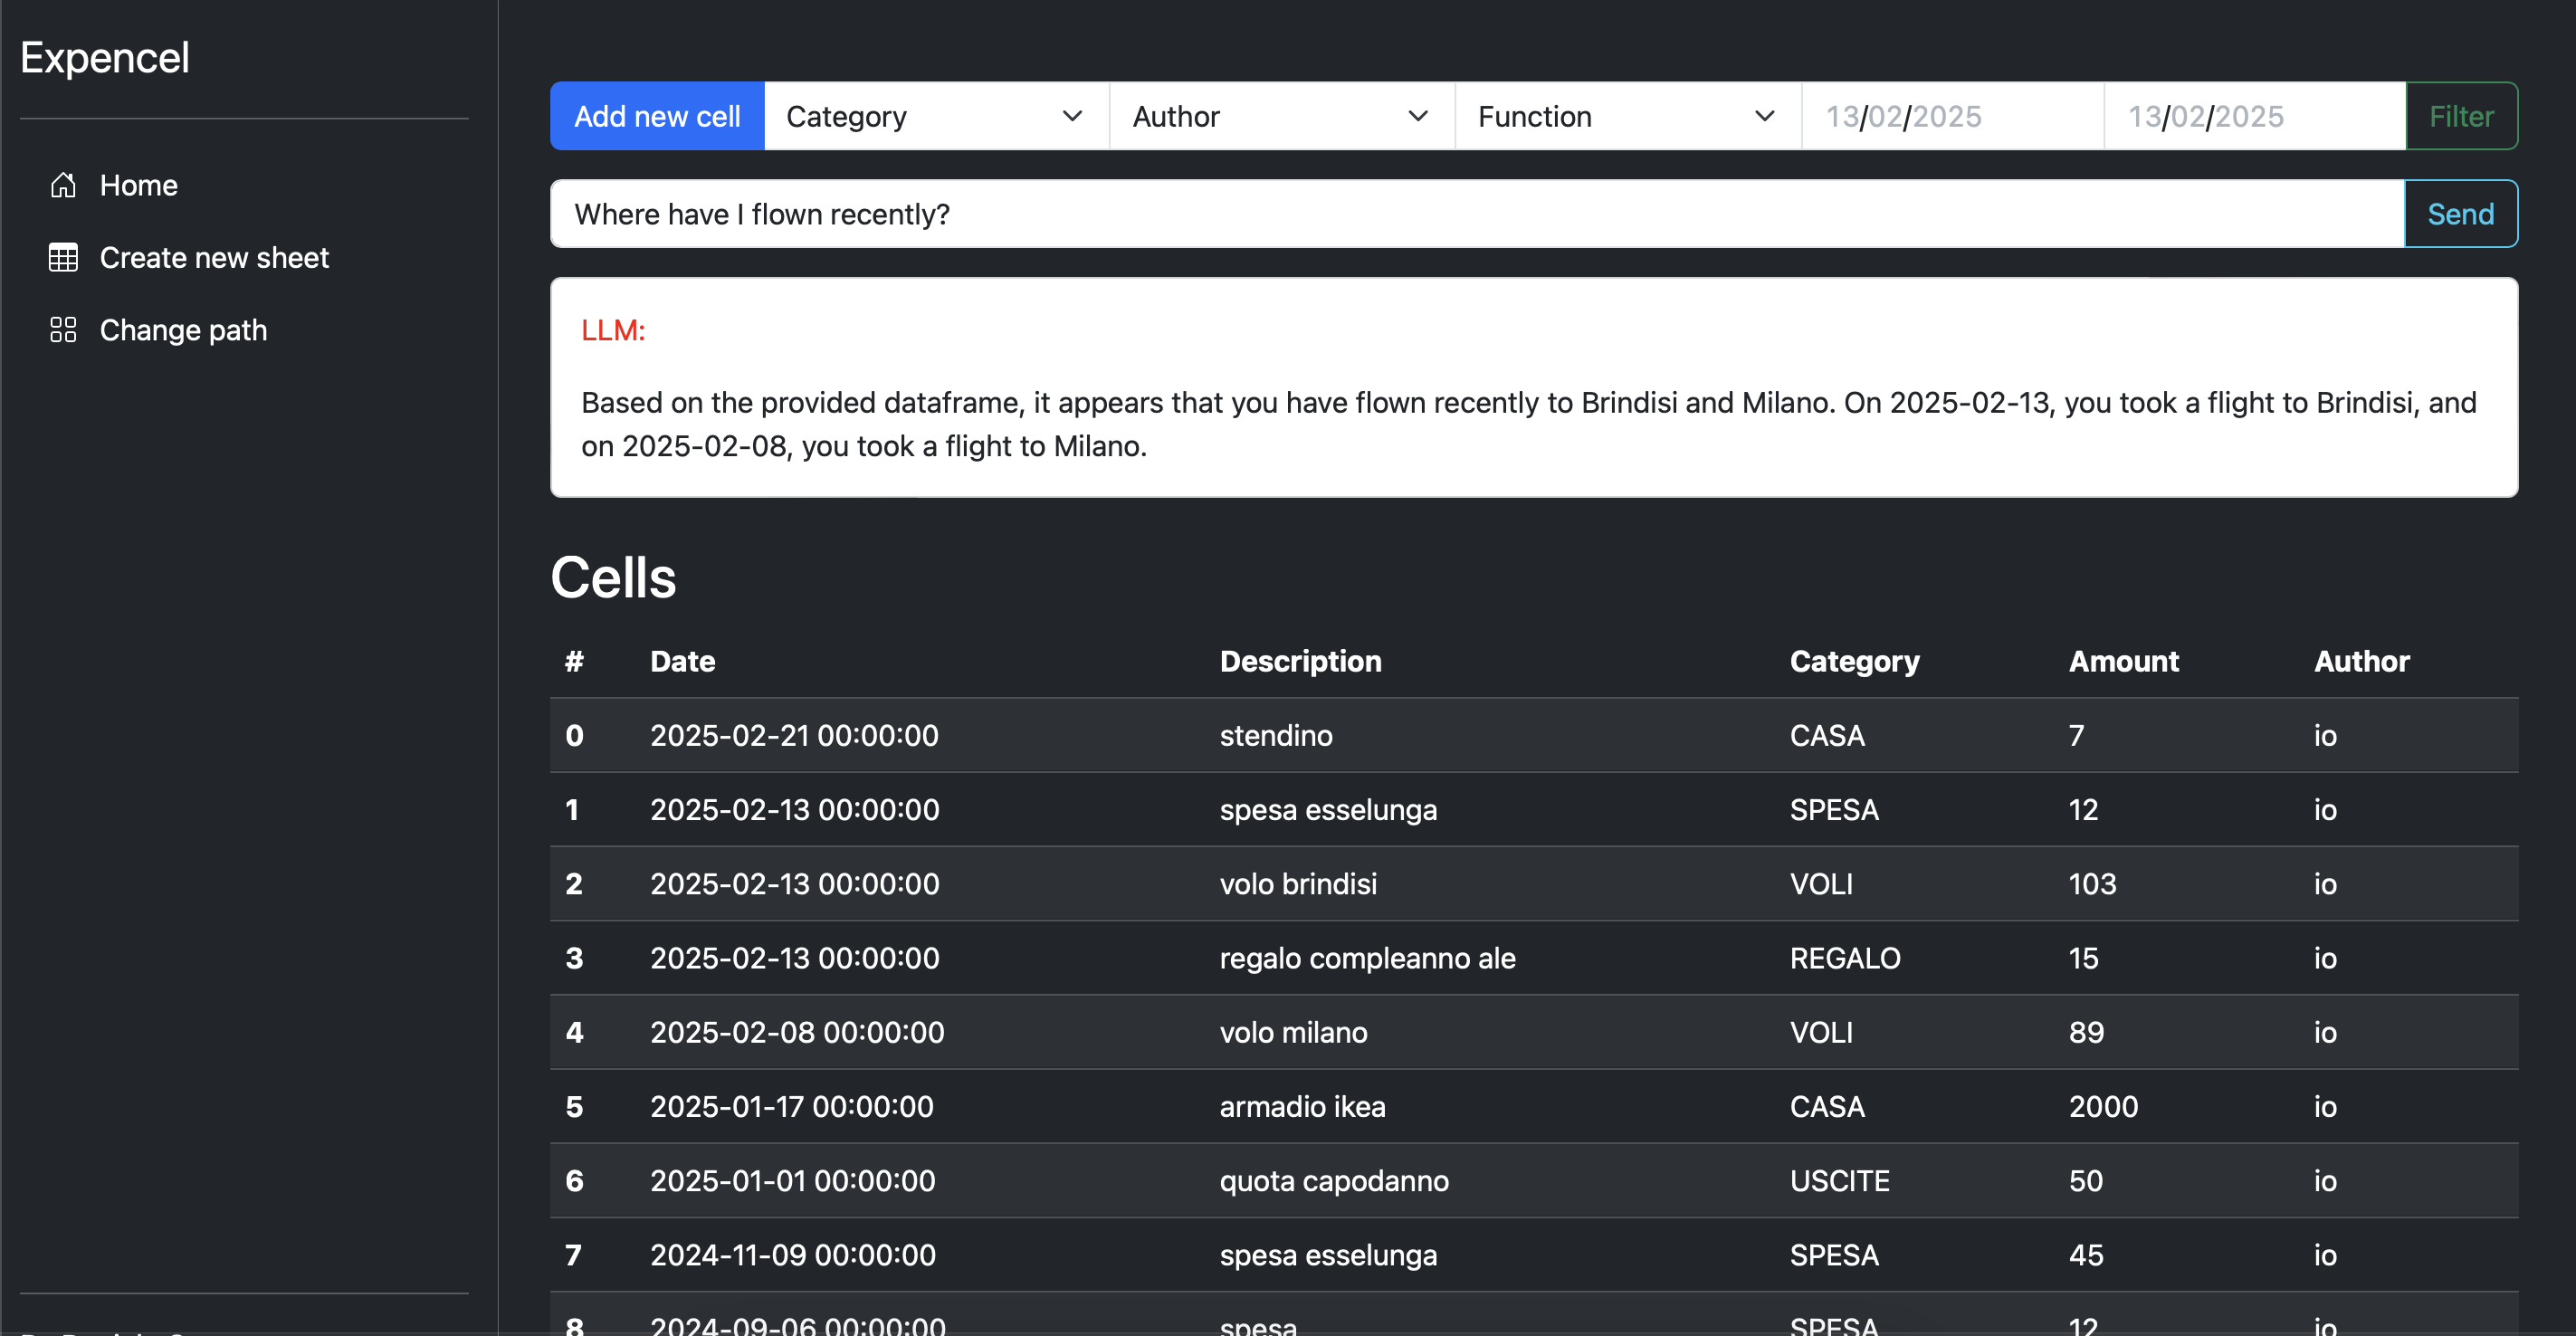 Expencel
Home
Create new sheet
Change path
Add new cell Category Author Function 13/02/2025 13/02/2025 Filter
Where have I flown recently? Send
LLM:
Based on the provided dataframe, it appears that you have flown recently to Brindisi and Milano. On 2025-02-13, you took a flight to Brindisi, and
on 2025-02-08, you took a flight to Milano.
Cells
# Date Description Category Amount Author
0 2025-02-21 00:00:00 stendino CASA 7 io
1 2025-02-13 00:00:00 spesa esselunga SPESA 12 io
2 2025-02-13 00:00:00 volo brindisi VOLI 103 io
3 2025-02-13 00:00:00 regalo compleanno ale REGALO 15 io
4 2025-02-08 00:00:00 volo milano VOLI 89 io
5 2025-01-17 00:00:00 armadio ikea CASA 2000 io
6 2025-01-01 00:00:00 quota capodanno USCITE 50 io
7 2024-11-09 00:00:00 spesa esselunga SPESA 45 io
8 2024-09-06 00:00:00 spesa SPESA 12 io